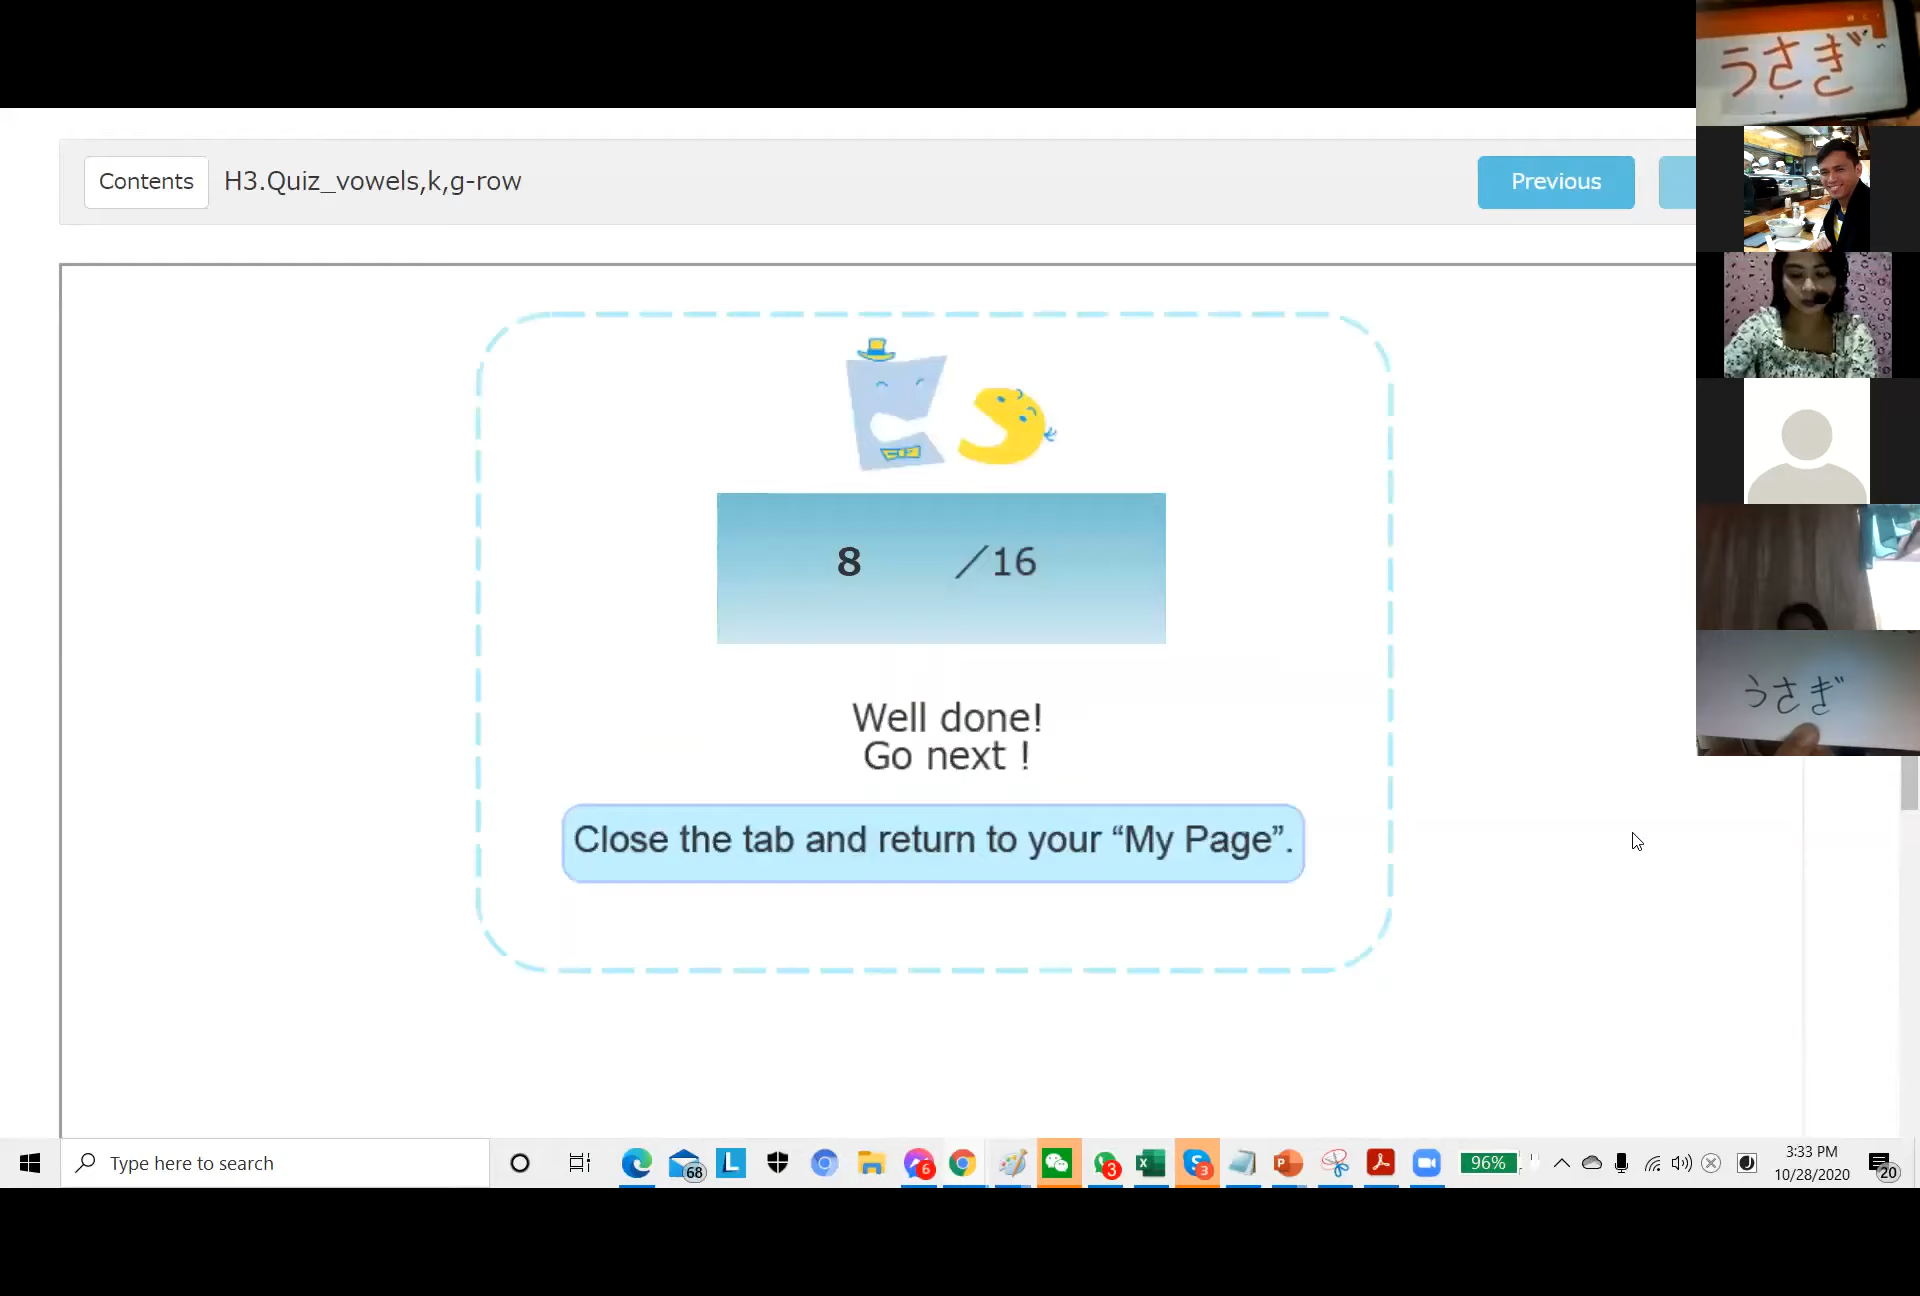 うさぎ
Contents
H3.Quiz_vowels,k,g-row
Previous
8 ／16
Well done!
Go next !
Close the tab and return to your “My Page”.
うさぎ
Type here to search
68
L
6
3
3
96%
3:33 PM
10/28/2020
20